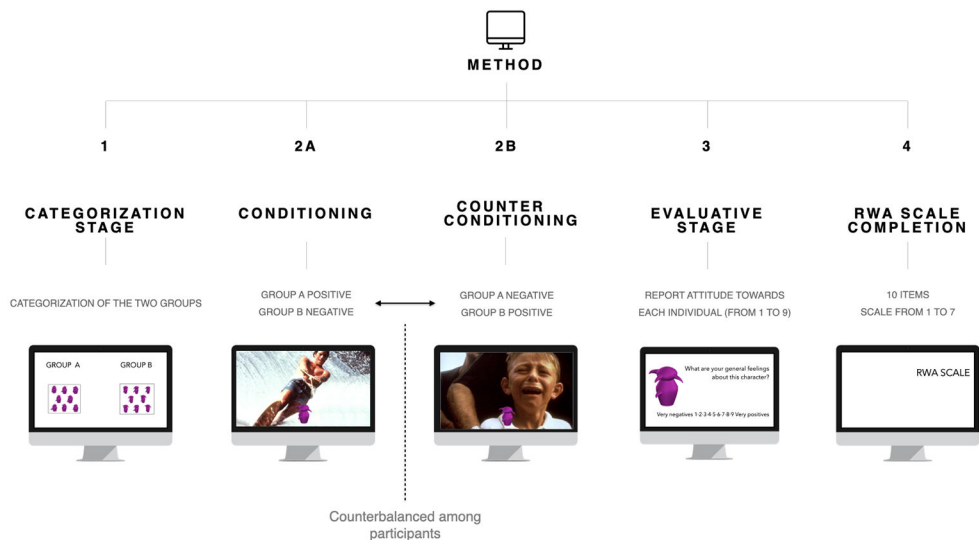 METHOD
1
2A
2B
3
4
CATEGORIZATION
STAGE
CONDITIONING
COUNTER
CONDITIONING
EVALUATIVE
STAGE
RWA SCALE
COMPLETION
CATEGORIZATION OF THE TWO GROUPS
GROUP A POSITIVE
GROUP B NEGATIVE
GROUP A NEGATIVE
GROUP B POSITIVE
REPORT ATTITUDE TOWARDS
EACH INDIVIDUAL (FROM 1 TO 9)
10 ITEMS
SCALE FROM 1 TO 7
GROUP A
GROUP B
What are your general feelings
about this character?
Very negatives 1-2-3-4-5-6-7-8-9 Very positives
RWA SCALE
Counterbalanced among
participants